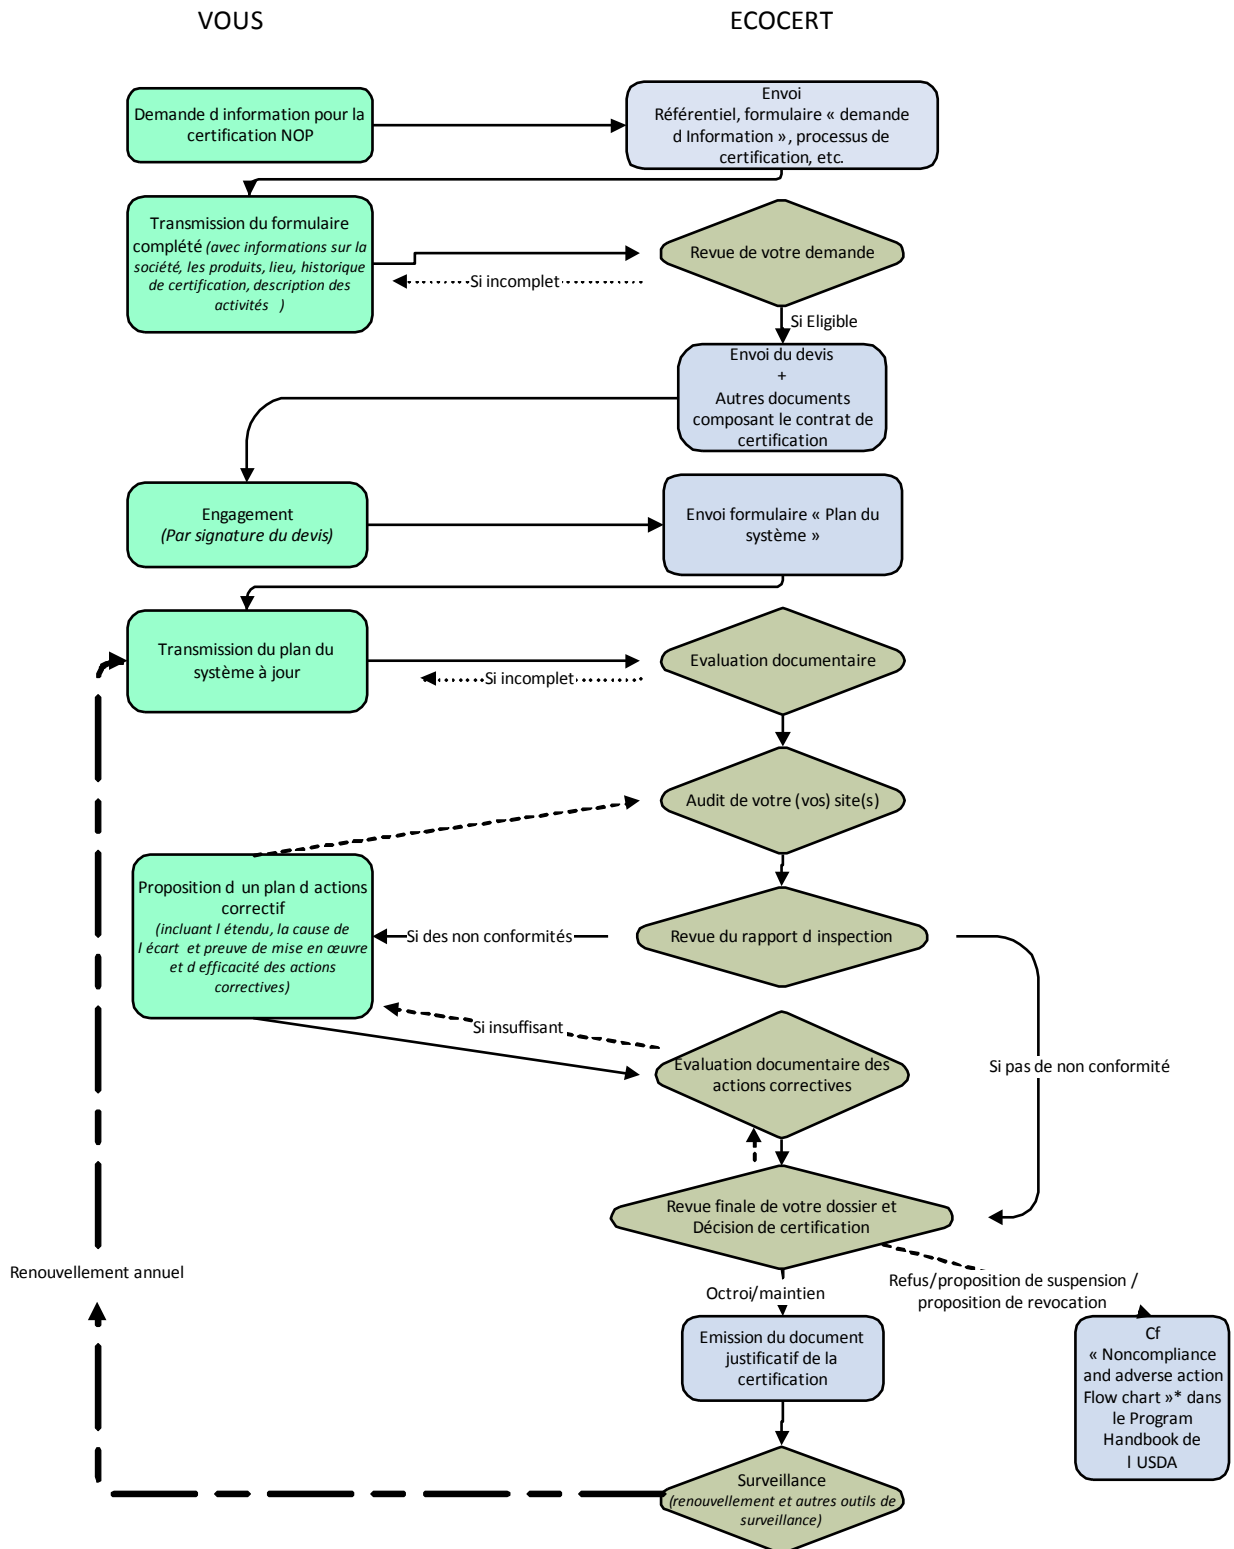 VOUS
ECOCERT
Demande d information pour la
certification NOP
Envoi
Référentiel, formulaire « demande
d Information », processus de
certification, etc.
Transmission du formulaire
complété (avec informations sur la
société, les produits, lieu, historique
de certification, description des
activités )
Revue de votre demande
Si incomplet
Si Eligible
Envoi du devis
+
Autres documents
composant le contrat de
certification
Engagement
(Par signature du devis)
Envoi formulaire « Plan du
système »
Transmission du plan du
système à jour
Evaluation documentaire
Si incomplet
Audit de votre (vos) site(s)
Proposition d un plan d actions
correctif
(incluant l étendu, la cause de
l écart et preuve de mise en œuvre
et d efficacité des actions
correctives)
Si des non conformités
Revue du rapport d inspection
Si insuffisant
Evaluation documentaire des
actions correctives
Si pas de non conformité
Revue finale de votre dossier et
Décision de certification
Renouvellement annuel
Octroi/maintien
Refus/proposition de suspension /
proposition de revocation
Emission du document
justificatif de la
certification
Cf
« Noncompliance
and adverse action
Flow chart »* dans
le Program
Handbook de
l USDA
Surveillance
(renouvellement et autres outils de
surveillance)